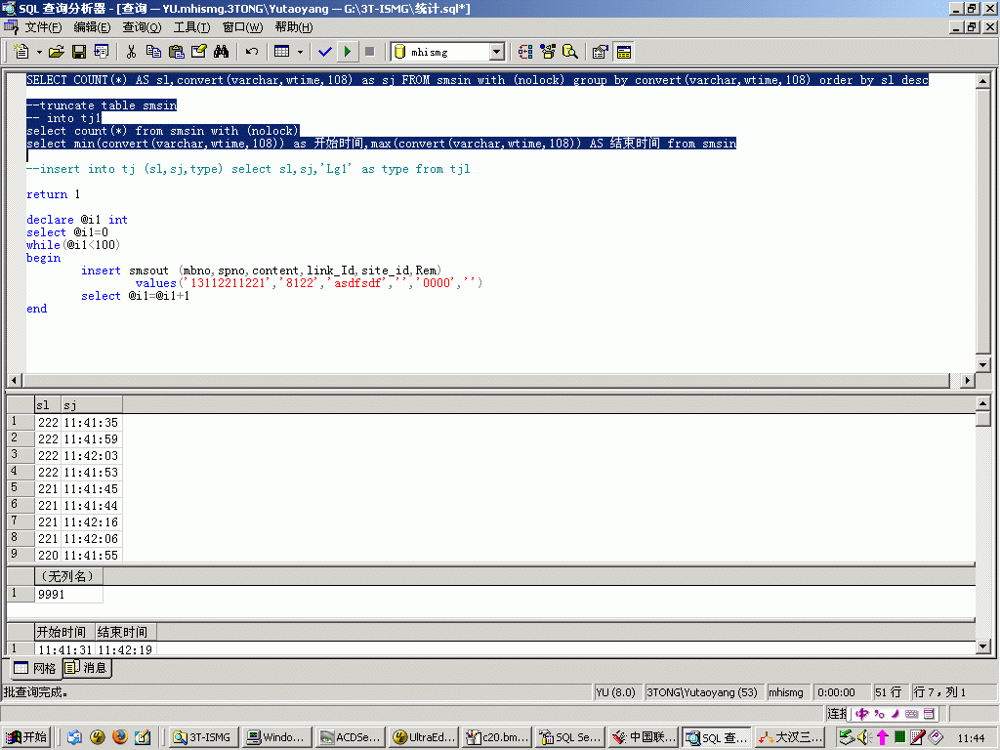 SQL 查询分析器 - [查询 — YU.mhismg.3TONG\Yutaoyang — G:\3T-ISMG\统计.sql*]
文件(F) 编辑(E) 查询(Q) 工具(T) 窗口(W) 帮助(H)
mhismg
SELECT COUNT(*) AS sl,convert(varchar,wtime,108) as sj FROM smsin with (nolock) group by convert(varchar,wtime,108) order by sl desc
--truncate table smsin
-- into tj1
select count(*) from smsin with (nolock)
select min(convert(varchar,wtime,108)) as 开始时间,max(convert(varchar,wtime,108)) AS 结束时间 from smsin
--insert into tj (sl,sj,type) select sl,sj,'Lg1' as type from tj1
return 1
declare @i1 int
select @i1=0
while(@i1<100)
begin
insert smsout (mbno,spno,content,link_Id,site_id,Rem)
values('13112211221','8122','asdfsdf','','0000','')
select @i1=@i1+1
end
sl sj
1 222 11:41:35
2 222 11:41:59
3 222 11:42:03
4 222 11:41:53
5 221 11:41:45
6 221 11:41:44
7 221 11:42:16
8 221 11:42:06
9 220 11:41:55
（无列名）
1 9991
开始时间 结束时间
1 11:41:31 11:42:19
网格 消息
批查询完成。 YU (8.0) 3TONG\Yutaoyang (53) mhismg 0:00:00 51 行 行 7，列 1
连接 中
开始 3T-ISMG Windo... ACDSe... UltraEd... c20.bm... SQL Se... 中国联... SQL 查... 大汉三... 11:44